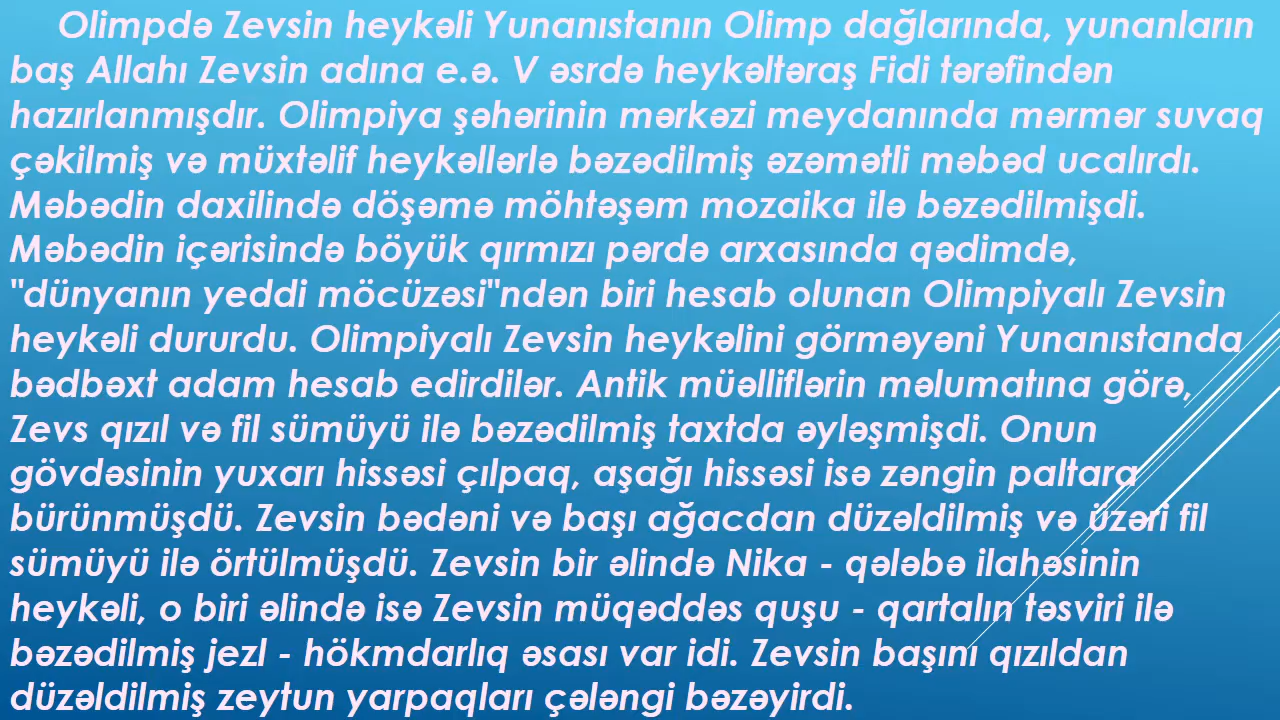 Olimpdə Zevsin heykəli Yunanıstanın Olimp dağlarında, yunanların
baş Allahı Zevsin adına e.ə. V əsrdə heykəltəraş Fidi tərəfindən
hazırlanmışdır. Olimpiya şəhərinin mərkəzi meydanında mərmər suvaq
çəkilmiş və müxtəlif heykəllərlə bəzədilmiş əzəmətli məbəd ucalırdı.
Məbədin daxilində döşəmə möhtəşəm mozaika ilə bəzədilmişdi.
Məbədin içərisində böyük qırmızı pərdə arxasında qədimdə,
"dünyanın yeddi möcüzəsi"ndən biri hesab olunan Olimpiyalı Zevsin
heykəli dururdu. Olimpiyalı Zevsin heykəlini görməyəni Yunanıstanda
bədbəxt adam hesab edirdilər. Antik müəlliflərin məlumatına görə,
Zevs qızıl və fil sümüyü ilə bəzədilmiş taxtda əyləşmişdi. Onun
gövdəsinin yuxarı hissəsi çılpaq, aşağı hissəsi isə zəngin paltara
bürünmüşdü. Zevsin bədəni və başı ağacdan düzəldilmiş və üzəri fil
sümüyü ilə örtülmüşdü. Zevsin bir əlində Nika - qələbə ilahəsinin
heykəli, o biri əlində isə Zevsin müqəddəs quşu - qartalın təsviri ilə
bəzədilmiş jezl - hökmdarlıq əsası var idi. Zevsin başını qızıldan
düzəldilmiş zeytun yarpaqları çələngi bəzəyirdi.